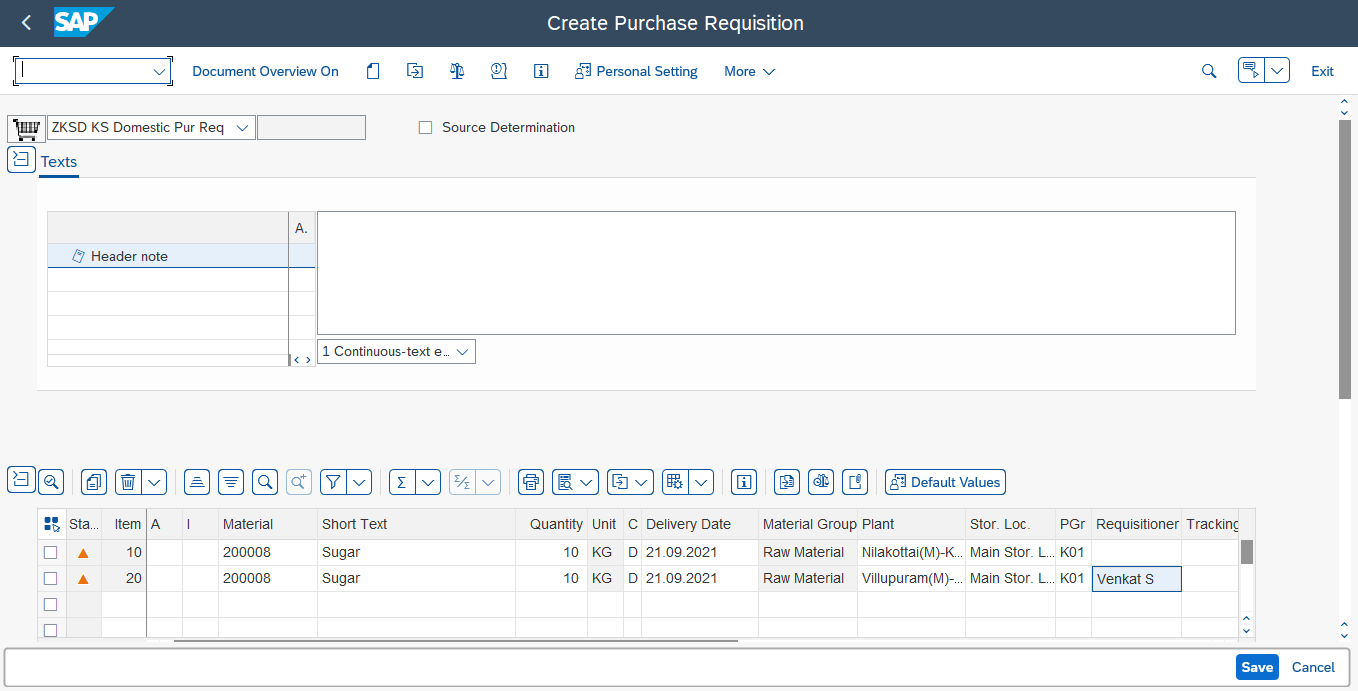 SAP Create Purchase Requisition
Document Overview On Personal Setting More Exit
ZKSD KS Domestic Pur Req Source Determination
Texts
A.
Header note
1 Continuous-text e...
Default Values
Sta... Item A I Material Short Text Quantity Unit C Delivery Date Material Group Plant Stor. Loc. PGr Requisitioner Tracking
10 200008 Sugar 10 KG D 21.09.2021 Raw Material Nilakottai(M)-K... Main Stor. L... K01
20 200008 Sugar 10 KG D 21.09.2021 Raw Material Villupuram(M)-... Main Stor. L... K01 Venkat S
Save Cancel